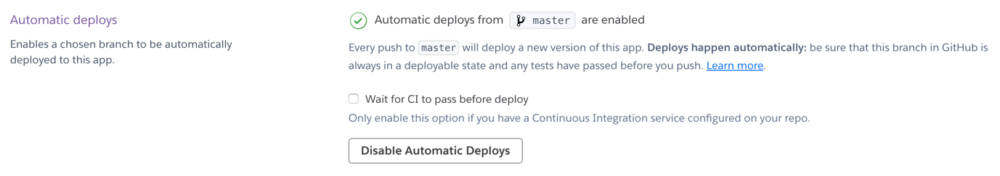 Automatic deploys
Enables a chosen branch to be automatically
deployed to this app.
Automatic deploys from master are enabled
Every push to master will deploy a new version of this app. Deploys happen automatically: be sure that this branch in GitHub is
always in a deployable state and any tests have passed before you push. Learn more.
Wait for CI to pass before deploy
Only enable this option if you have a Continuous Integration service configured on your repo.
Disable Automatic Deploys